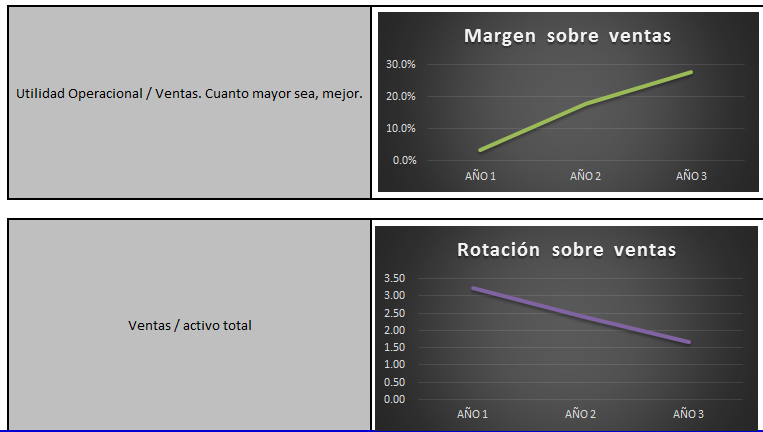 Utilidad Operacional / Ventas. Cuanto mayor sea, mejor.
Margen sobre ventas
30.0%
20.0%
10.0%
0.0%
AÑO 1 AÑO 2 AÑO 3
Ventas / activo total
Rotación sobre ventas
3.50
3.00
2.50
2.00
1.50
1.00
0.50
0.00
AÑO 1 AÑO 2 AÑO 3